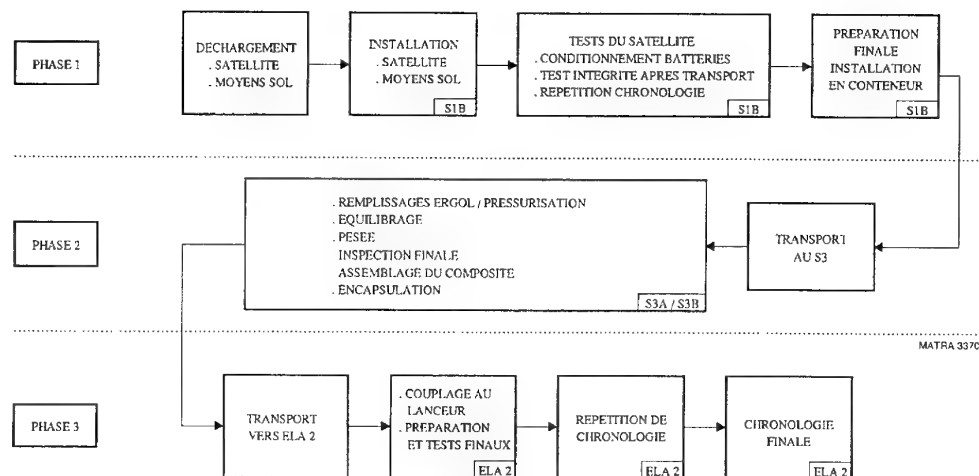 PHASE 1
DECHARGEMENT
. SATELLITE
. MOYENS SOL
INSTALLATION
. SATELLITE
. MOYENS SOL
S1B
TESTS DU SATELLITE
. CONDITIONNEMENT BATTERIES
. TEST INTEGRITE APRES TRANSPORT
. REPETITION CHRONOLOGIE
S1B
PREPARATION
FINALE
INSTALLATION
EN CONTENEUR
S1B
PHASE 2
. REMPLISSAGES ERGOL / PRESSURISATION
. EQUILIBRAGE
. PESEE
INSPECTION FINALE
ASSEMBLAGE DU COMPOSITE
. ENCAPSULATION
S3A / S3B
TRANSPORT
AU S3
MATRA 3370
PHASE 3
TRANSPORT
VERS ELA 2
. COUPLAGE AU
LANCEUR
. PREPARATION
ET TESTS FINAUX
ELA 2
REPETITION DE
CHRONOLOGIE
ELA 2
CHRONOLOGIE
FINALE
ELA 2